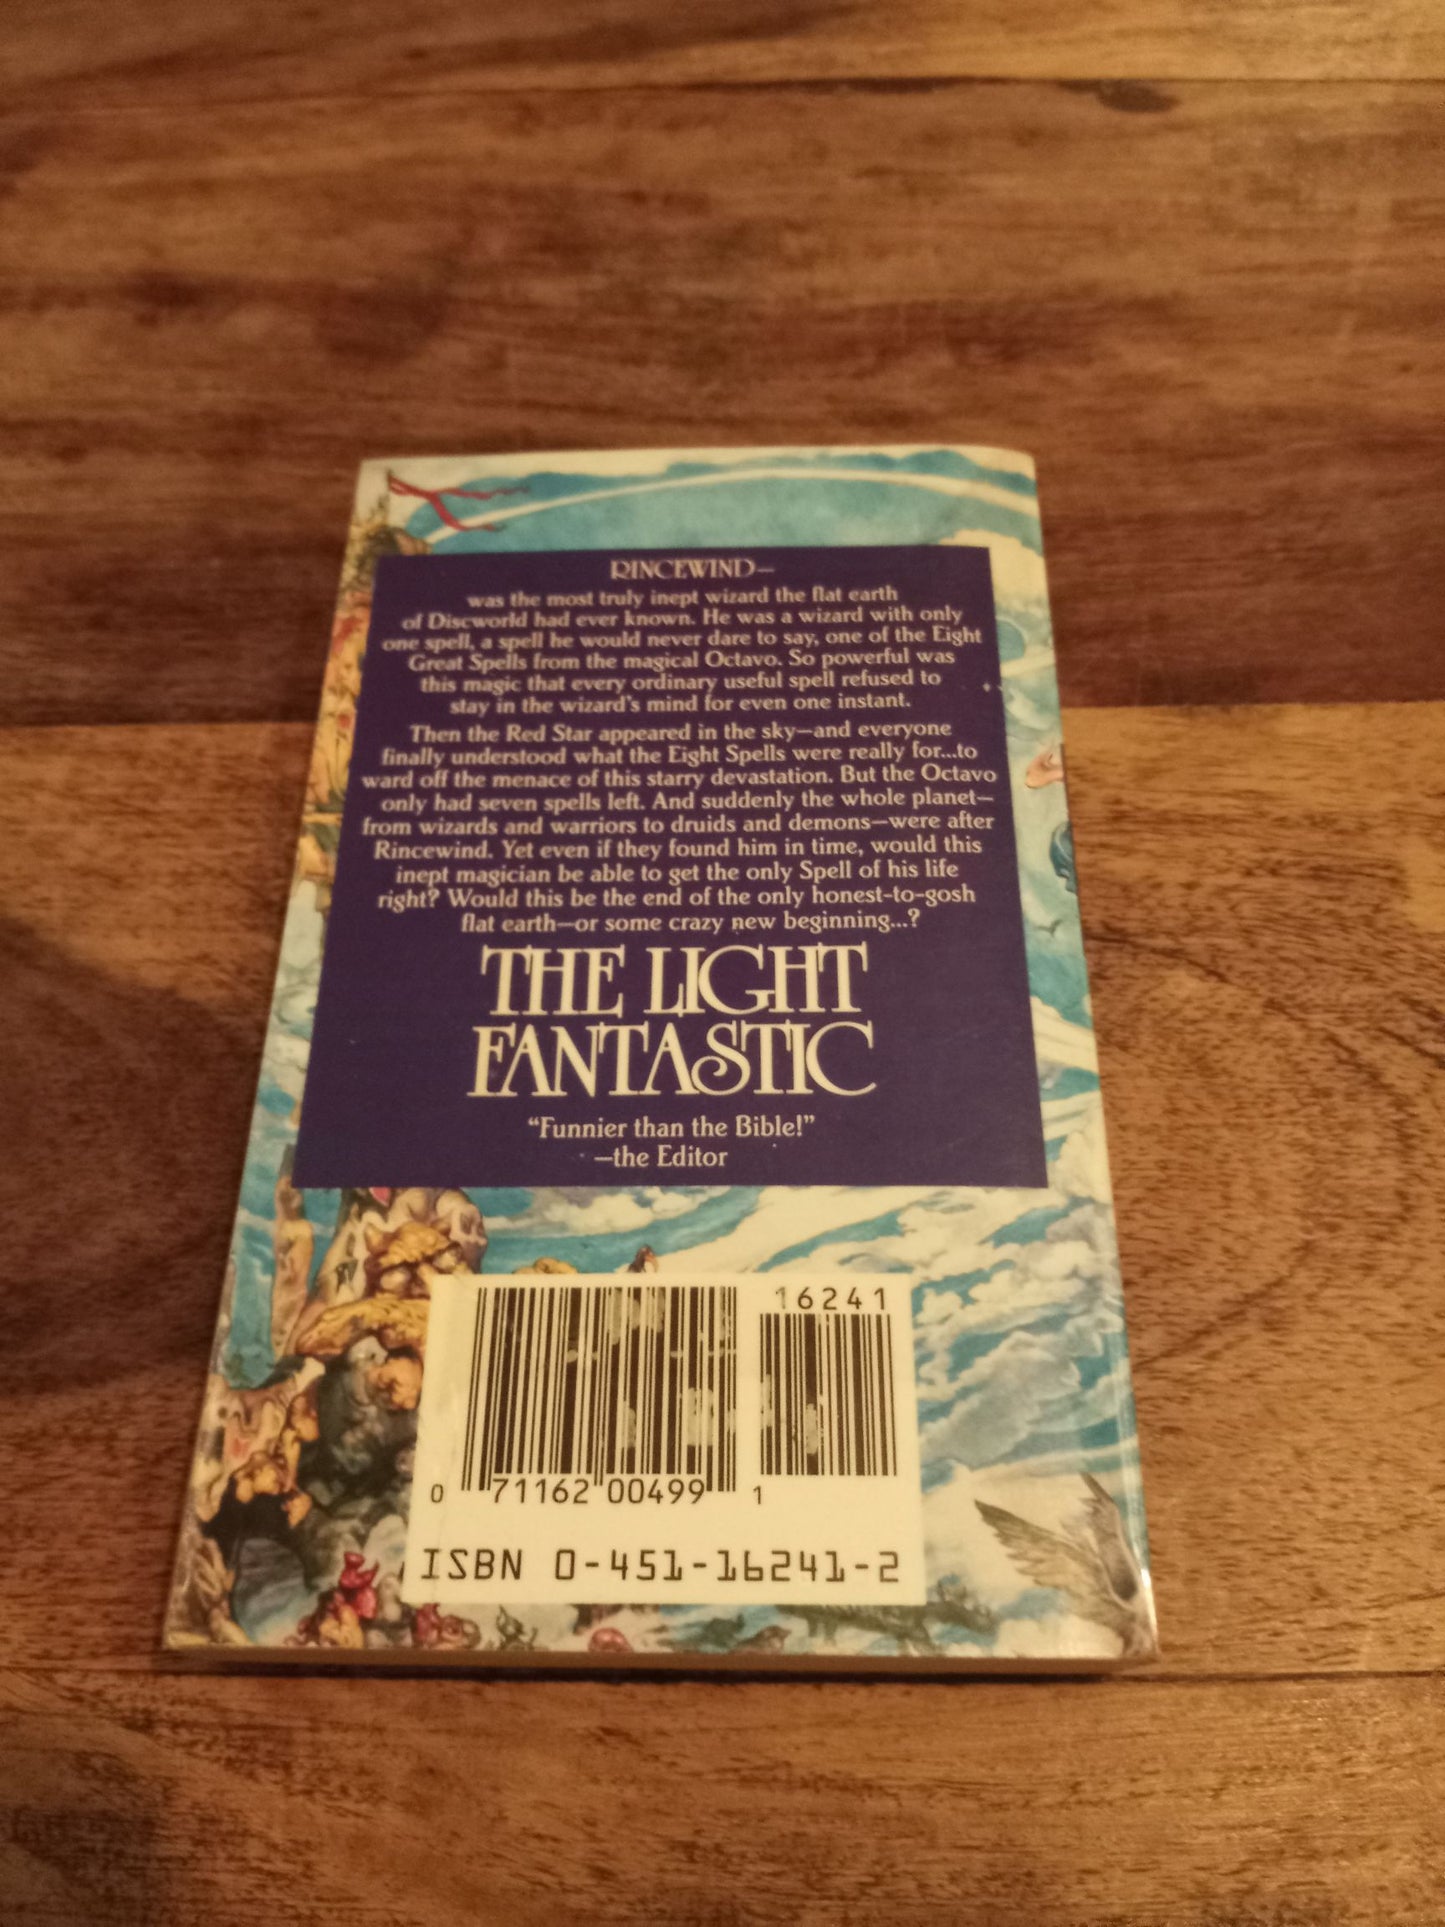 RINCEWIND—
was the most truly inept wizard the flat earth
of Discworld had ever known. He was a wizard with only
one spell, a spell he would never dare to say, one of the Eight
Great Spells from the magical Octavo. So powerful was
this magic that every ordinary useful spell refused to
stay in the wizard's mind for even one instant.
Then the Red Star appeared in the sky—and everyone
finally understood what the Eight Spells were really for...to
ward off the menace of this starry devastation. But the Octavo
only had seven spells left. And suddenly the whole planet—
from wizards and warriors to druids and demons—were after
Rincewind. Yet even if they found him in time, would this
inept magician be able to get the only Spell of his life
right? Would this be the end of the only honest-to-gosh
flat earth—or some crazy new beginning...?
THE LIGHT
FANTASTIC
“Funnier than the Bible!”
—the Editor
16241
0 71162 00499 1
ISBN 0-451-16241-2